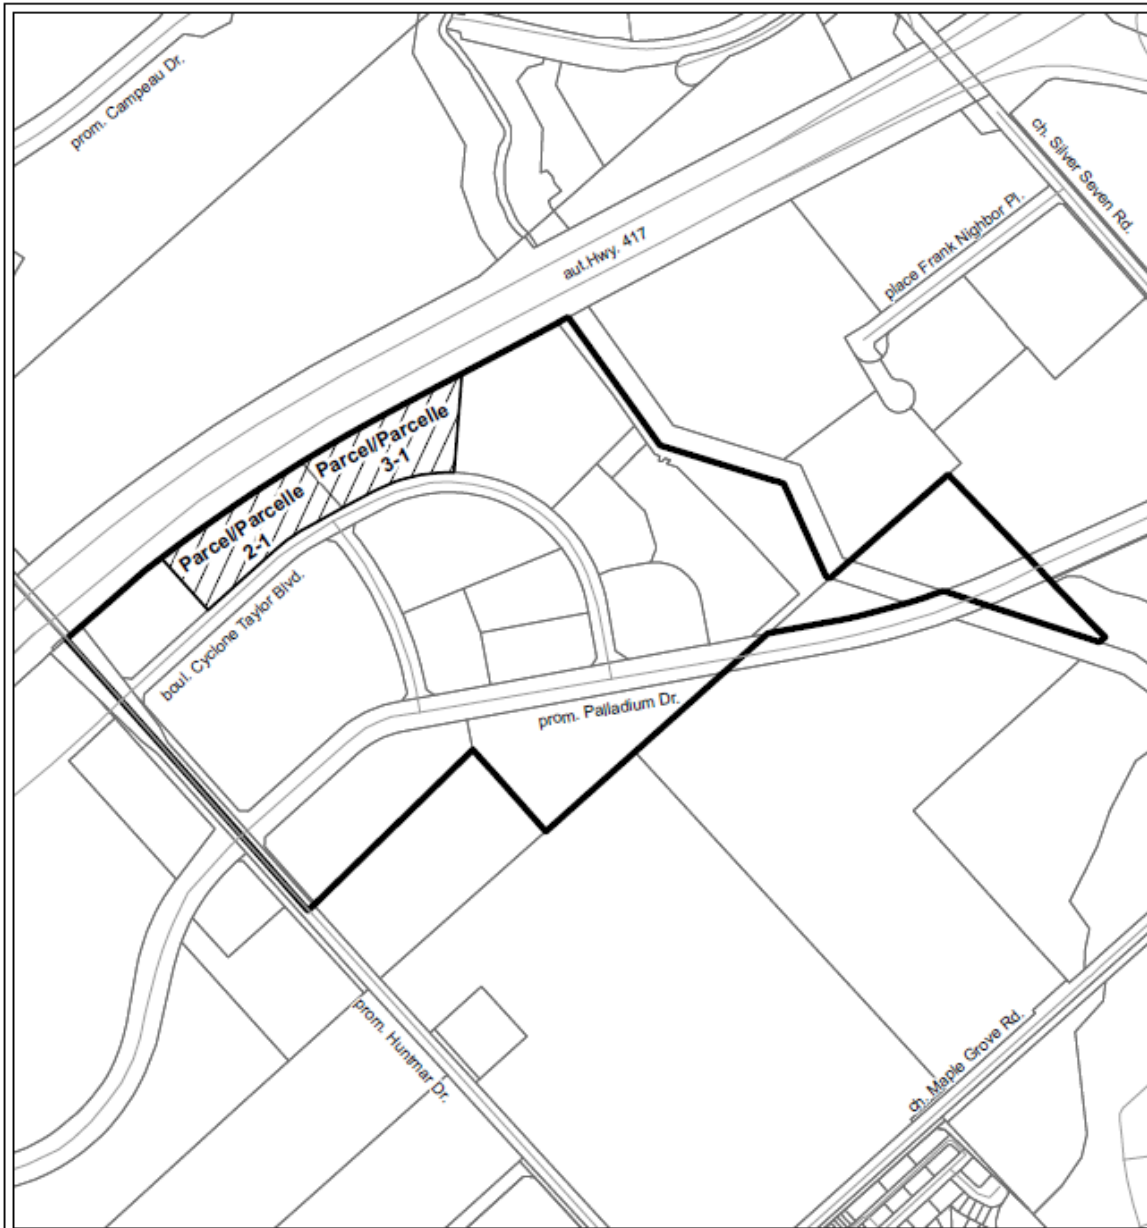 prom. Campeau Dr.
ch. Silver Seven Rd.
place Frank Nighbor Pl.
aut.Hwy. 417
Parcel/Parcelle
3-1
Parcel/Parcelle
2-1
boul. Cyclone Taylor Blvd.
prom. Palladium Dr.
prom. Huntmar Dr.
ch. Maple Grove Rd.